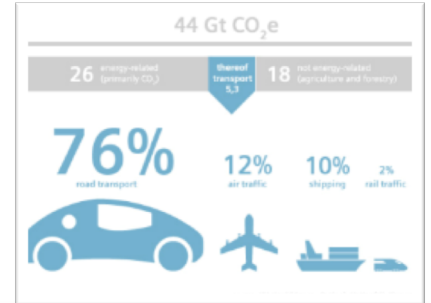 44 Gt CO₂e
26 energy-related
(primarily CO₂)
thereof
transport
5,3
18 not energy-related
(agriculture and forestry)
76%
road transport
12%
air traffic
10%
shipping
2%
rail traffic